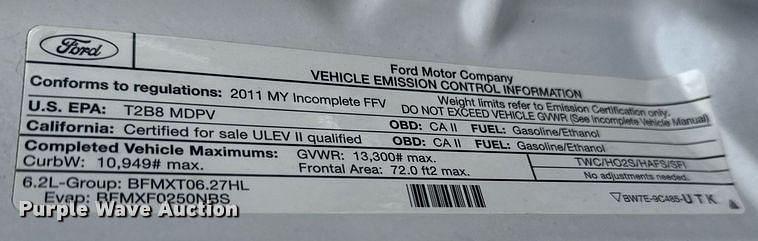 Ford
Ford Motor Company
VEHICLE EMISSION CONTROL INFORMATION
Conforms to regulations: 2011 MY Incomplete FFV
Weight limits refer to Emission Certification only.
DO NOT EXCEED VEHICLE GVWR (See Incomplete Vehicle Manual)
U.S. EPA: T2B8 MDPV OBD: CA II FUEL: Gasoline/Ethanol
California: Certified for sale ULEV II qualified OBD: CA II FUEL: Gasoline/Ethanol
Completed Vehicle Maximums: GVWR: 13,300# max.
CurbW: 10,949# max. Frontal Area: 72.0 ft2 max.
TWC/HO2S/HAFS/SFI
No adjustments needed.
6.2L-Group: BFMXT06.27HL
Evap: BFMXF0250NBS
BW7E-9C485-UTK
Purple Wave Auction